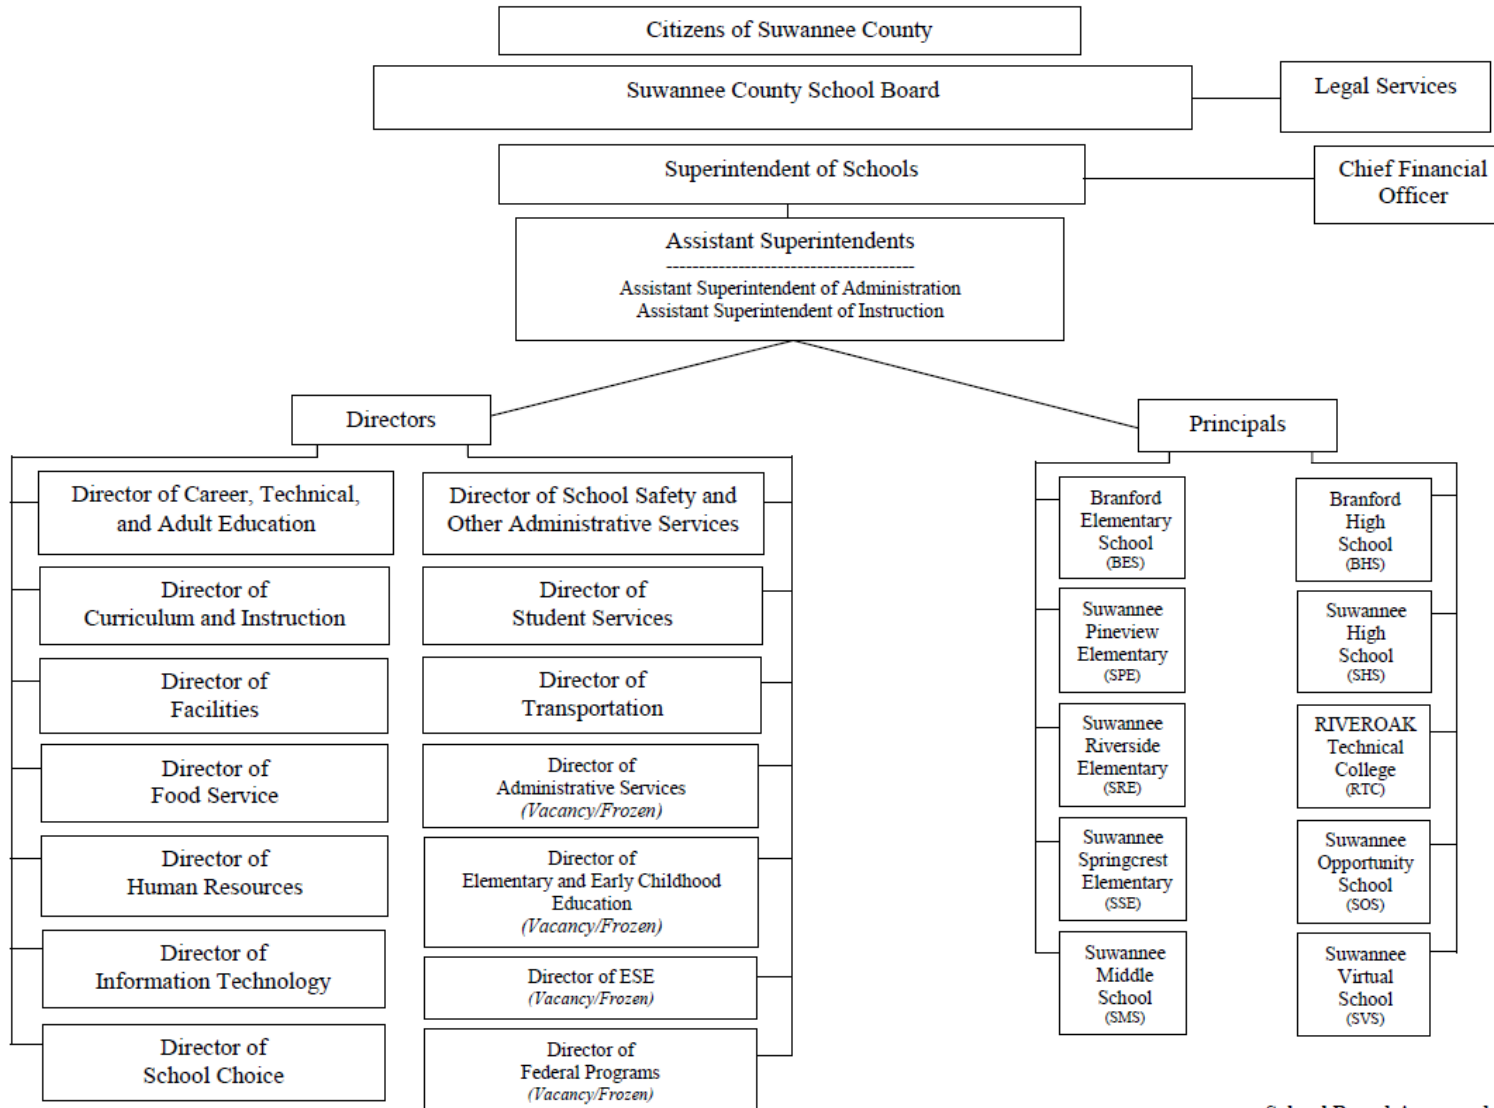 Citizens of Suwannee County
Suwannee County School Board
Legal Services
Superintendent of Schools
Chief Financial
Officer
Assistant Superintendents
--------------------------------------
Assistant Superintendent of Administration
Assistant Superintendent of Instruction
Directors
Director of Career, Technical,
and Adult Education
Director of
Curriculum and Instruction
Director of
Facilities
Director of
Food Service
Director of
Human Resources
Director of
Information Technology
Director of
School Choice
Director of School Safety and
Other Administrative Services
Director of
Student Services
Director of
Transportation
Director of
Administrative Services
(Vacancy/Frozen)
Director of
Elementary and Early Childhood
Education
(Vacancy/Frozen)
Director of ESE
(Vacancy/Frozen)
Director of
Federal Programs
(Vacancy/Frozen)
Principals
Branford
Elementary
School
(BES)
Suwannee
Pineview
Elementary
(SPE)
Suwannee
Riverside
Elementary
(SRE)
Suwannee
Springcrest
Elementary
(SSE)
Suwannee
Middle
School
(SMS)
Branford
High
School
(BHS)
Suwannee
High
School
(SHS)
RIVEROAK
Technical
College
(RTC)
Suwannee
Opportunity
School
(SOS)
Suwannee
Virtual
School
(SVS)